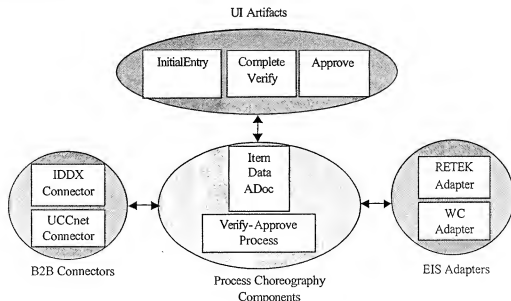 UI Artifacts
InitialEntry
Complete
Verify
Approve
Item
Data
ADoc
Verify-Approve
Process
IDDX
Connector
UCCnet
Connector
RETEK
Adapter
WC
Adapter
B2B Connectors
Process Choreography
Components
EIS Adapters